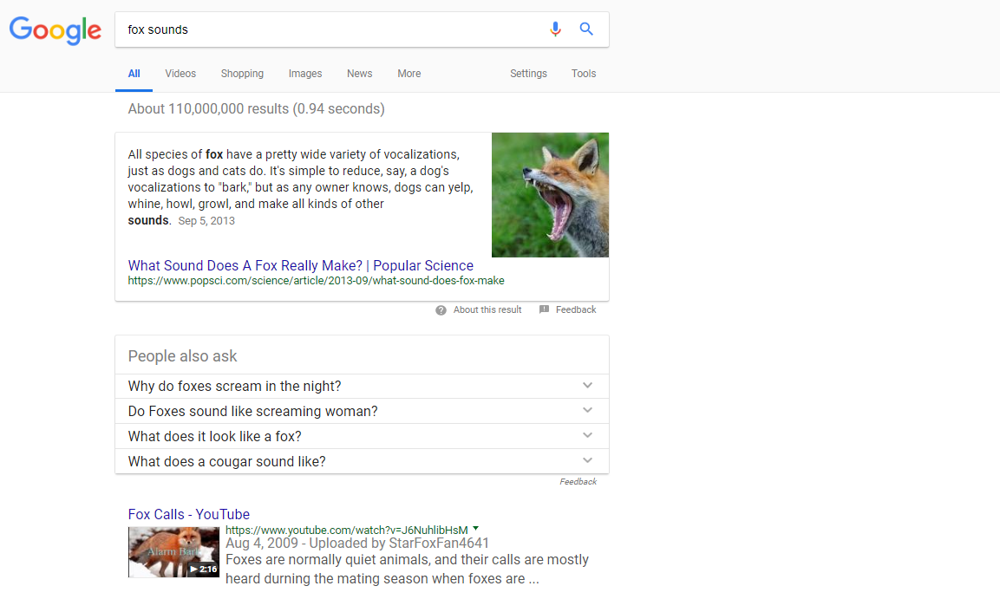 Google
fox sounds
All Videos Shopping Images News More Settings Tools
About 110,000,000 results (0.94 seconds)
All species of fox have a pretty wide variety of vocalizations,
just as dogs and cats do. It's simple to reduce, say, a dog's
vocalizations to "bark," but as any owner knows, dogs can yelp,
whine, howl, growl, and make all kinds of other
sounds. Sep 5, 2013
What Sound Does A Fox Really Make? | Popular Science
https://www.popsci.com/science/article/2013-09/what-sound-does-fox-make
About this result Feedback
People also ask
Why do foxes scream in the night?
Do Foxes sound like screaming woman?
What does it look like a fox?
What does a cougar sound like?
Feedback
Fox Calls - YouTube
https://www.youtube.com/watch?v=J6NuhlibHsM
Alarm Bark
2:16
Aug 4, 2009 - Uploaded by StarFoxFan4641
Foxes are normally quiet animals, and their calls are mostly
heard durning the mating season when foxes are ...